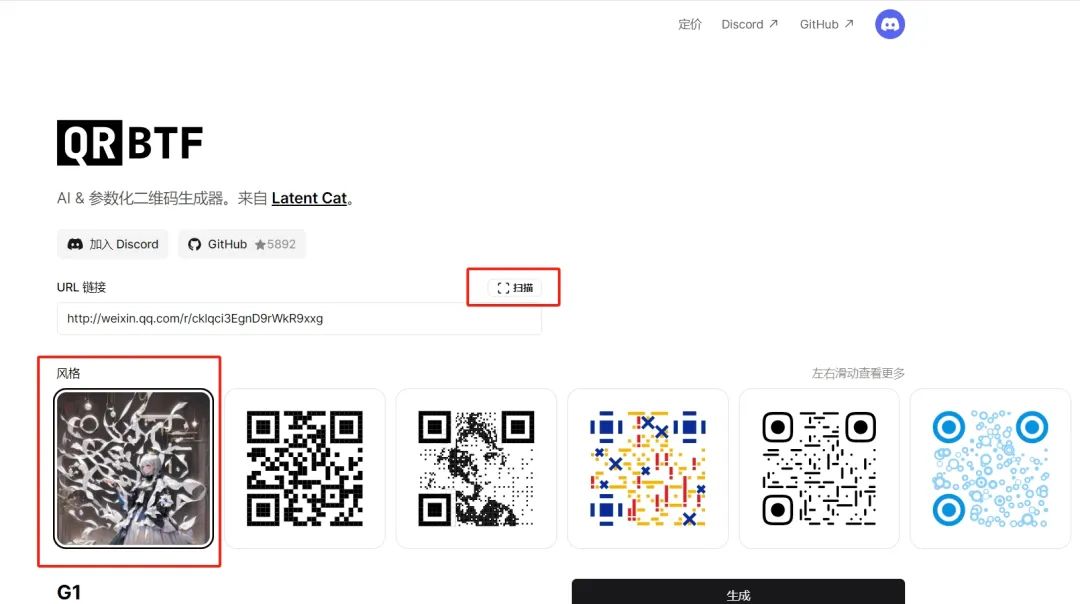 定价 Discord ↗ GitHub ↗
QRBTF
AI & 参数化二维码生成器。来自 Latent Cat。
加入 Discord GitHub ★5892
URL 链接 扫描
http://weixin.qq.com/r/cklqci3EgnD9rWkR9xxg
风格 左右滑动查看更多
G1 生成